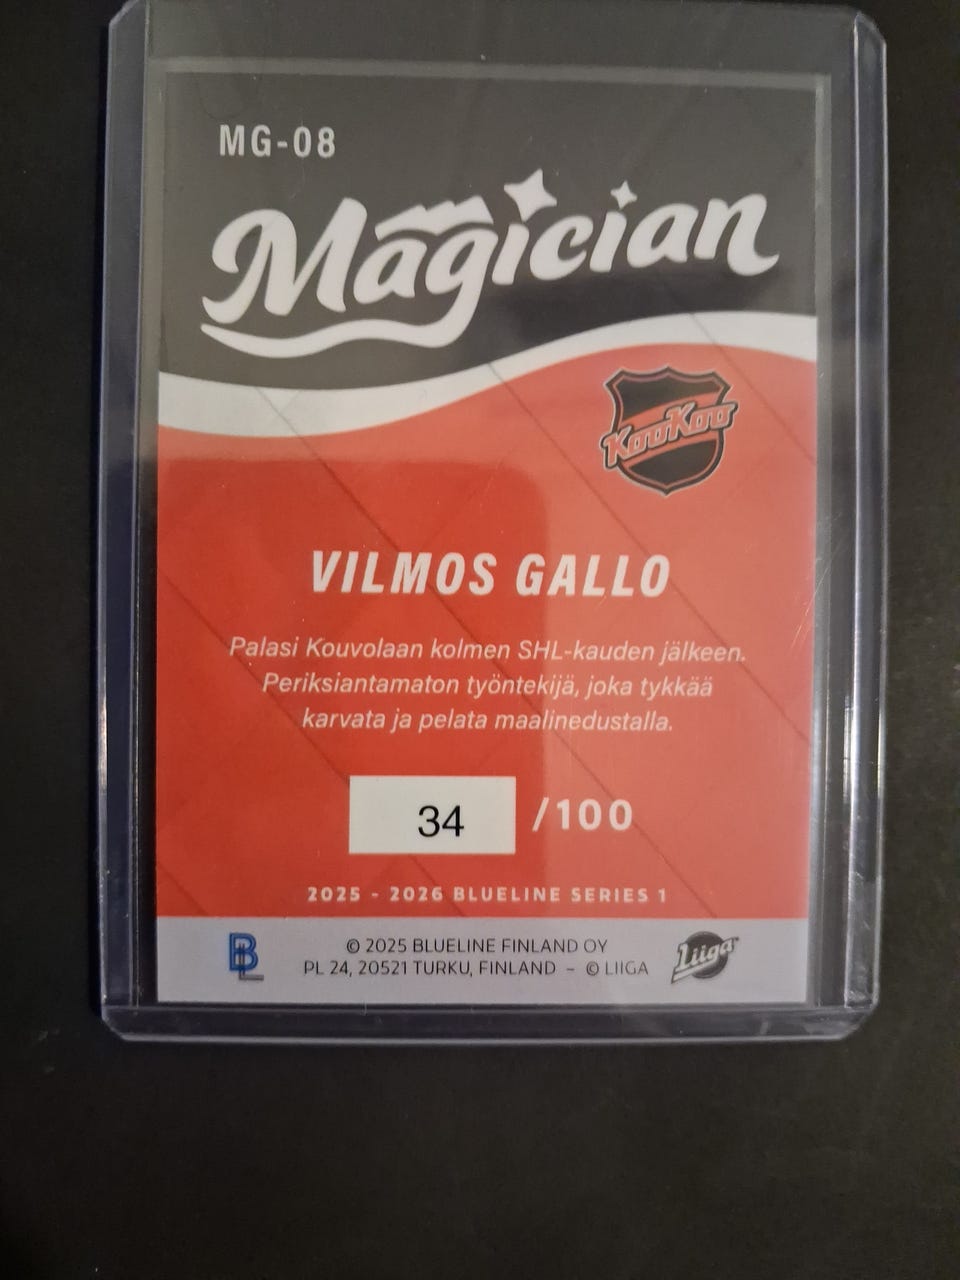 MG-08
Magician
KooKoo
VILMOS GALLO
Palasi Kouvolaan kolmen SHL-kauden jälkeen.
Periksiantamaton työntekijä, joka tykkää
karvata ja pelata maalinedustalla.
34 /100
2025 - 2026 BLUELINE SERIES 1
BL
© 2025 BLUELINE FINLAND OY
PL 24, 20521 TURKU, FINLAND – © LIIGA
Liiga